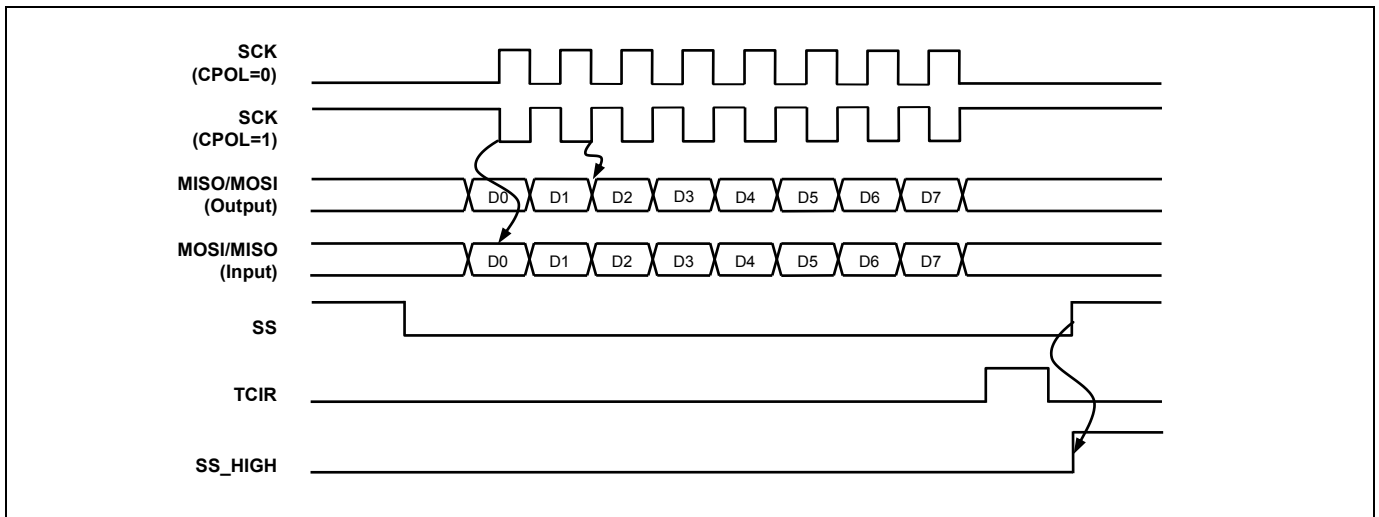 SCK
(CPOL=0)
SCK
(CPOL=1)
MISO/MOSI
(Output)
D0 D1 D2 D3 D4 D5 D6 D7
MOSI/MISO
(Input)
D0 D1 D2 D3 D4 D5 D6 D7
SS
TCIR
SS_HIGH